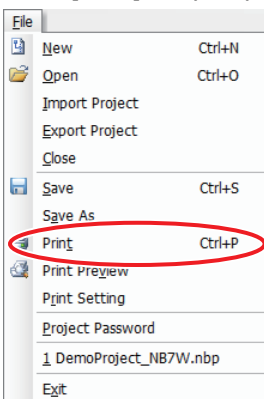 File
New Ctrl+N
Open Ctrl+O
Import Project
Export Project
Close
Save Ctrl+S
Save As
Print Ctrl+P
Print Preview
Print Setting
Project Password
1 DemoProject_NB7W.nbp
Exit